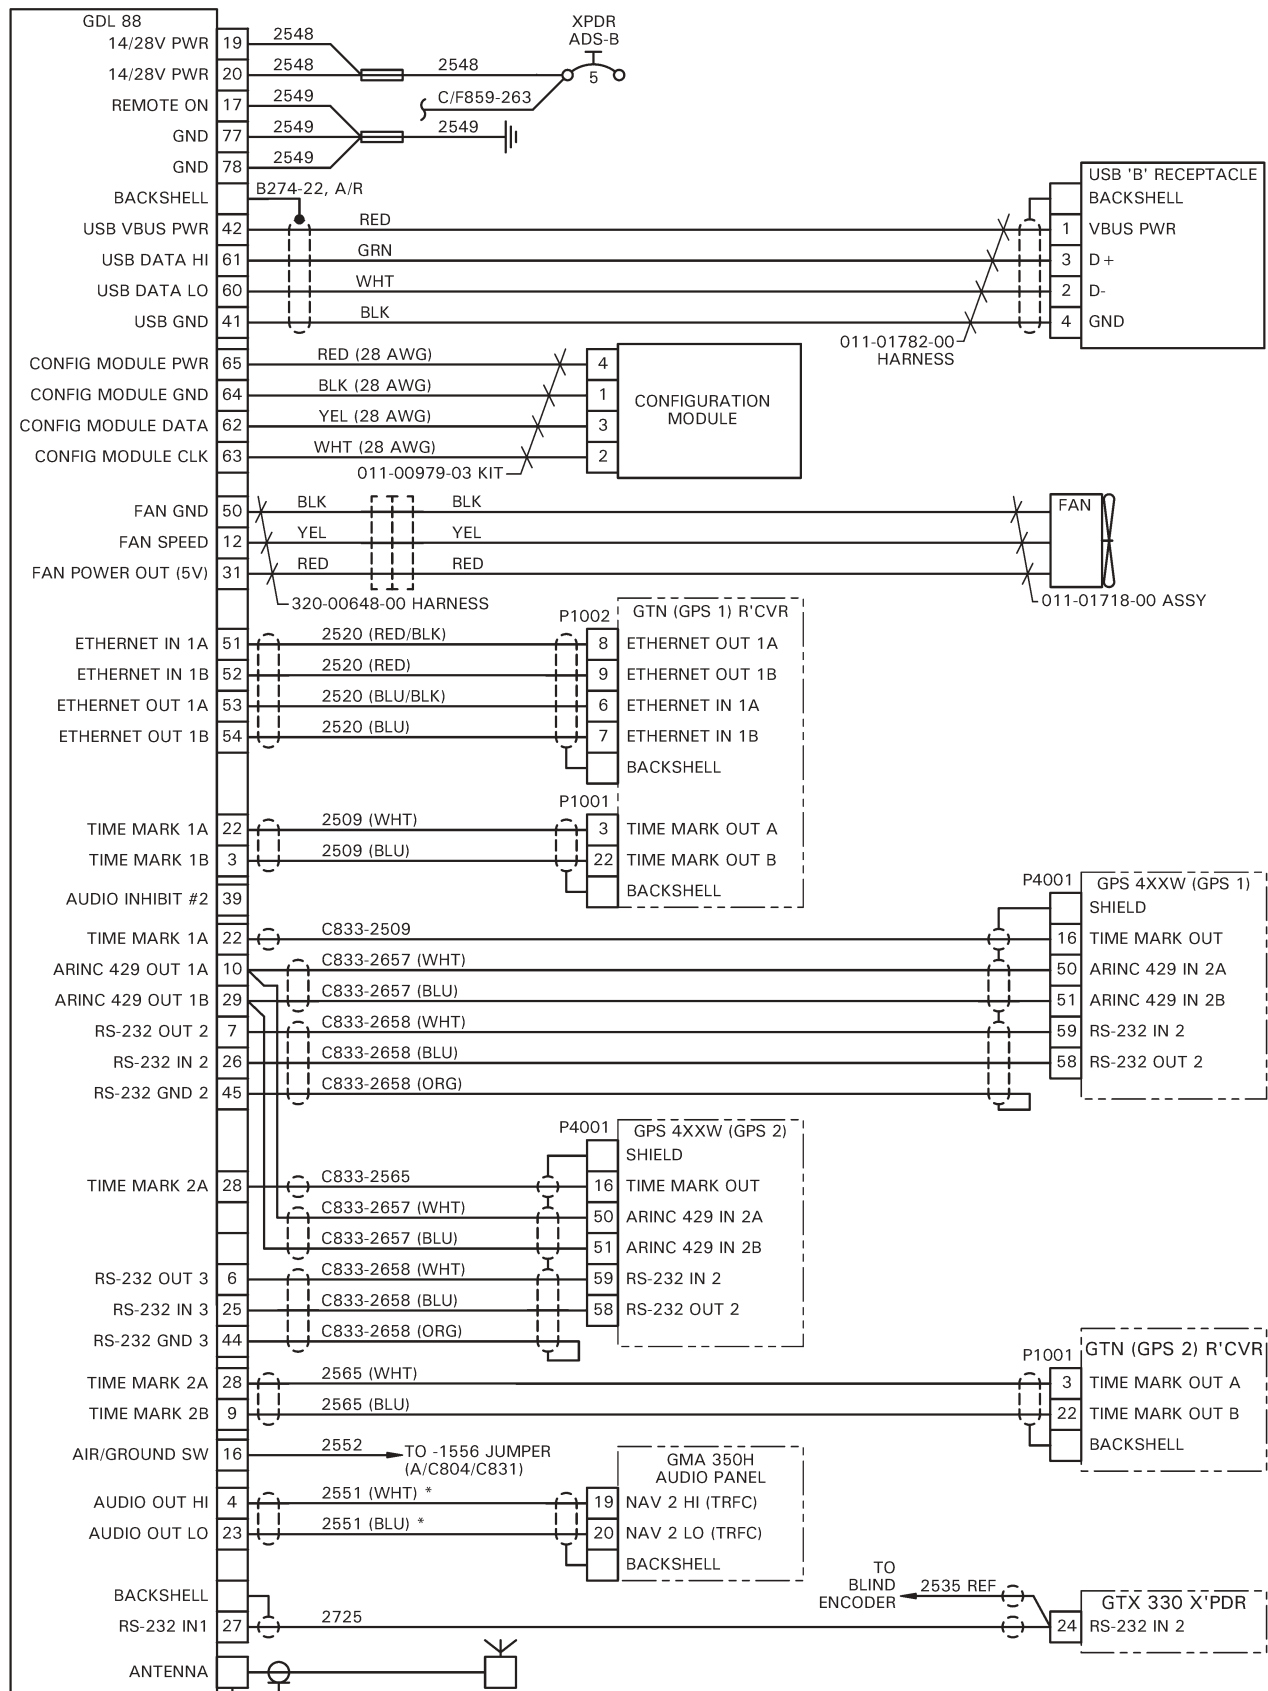 GDL 88
XPDR
ADS-B
14/28V PWR 19 2548
14/28V PWR 20 2548 2548 5
REMOTE ON 17 2549 C/F859-263
GND 77 2549 2549
GND 78 2549
BACKSHELL B274-22, A/R
USB 'B' RECEPTACLE
BACKSHELL
USB VBUS PWR 42 RED 1 VBUS PWR
USB DATA HI 61 GRN 3 D+
USB DATA LO 60 WHT 2 D-
USB GND 41 BLK 4 GND
011-01782-00
HARNESS
CONFIG MODULE PWR 65 RED (28 AWG) 4
CONFIG MODULE GND 64 BLK (28 AWG) 1
CONFIG MODULE DATA 62 YEL (28 AWG) 3
CONFIG MODULE CLK 63 WHT (28 AWG) 2
CONFIGURATION
MODULE
011-00979-03 KIT
FAN GND 50 BLK BLK FAN
FAN SPEED 12 YEL YEL
FAN POWER OUT (5V) 31 RED RED
320-00648-00 HARNESS
011-01718-00 ASSY
P1002 GTN (GPS 1) R'CVR
ETHERNET IN 1A 51 2520 (RED/BLK) 8 ETHERNET OUT 1A
ETHERNET IN 1B 52 2520 (RED) 9 ETHERNET OUT 1B
ETHERNET OUT 1A 53 2520 (BLU/BLK) 6 ETHERNET IN 1A
ETHERNET OUT 1B 54 2520 (BLU) 7 ETHERNET IN 1B
BACKSHELL
P1001
TIME MARK 1A 22 2509 (WHT) 3 TIME MARK OUT A
TIME MARK 1B 3 2509 (BLU) 22 TIME MARK OUT B
BACKSHELL
AUDIO INHIBIT #2 39
P4001 GPS 4XXW (GPS 1)
SHIELD
TIME MARK 1A 22 C833-2509 16 TIME MARK OUT
ARINC 429 OUT 1A 10 C833-2657 (WHT) 50 ARINC 429 IN 2A
ARINC 429 OUT 1B 29 C833-2657 (BLU) 51 ARINC 429 IN 2B
RS-232 OUT 2 7 C833-2658 (WHT) 59 RS-232 IN 2
RS-232 IN 2 26 C833-2658 (BLU) 58 RS-232 OUT 2
RS-232 GND 2 45 C833-2658 (ORG)
P4001 GPS 4XXW (GPS 2)
SHIELD
TIME MARK 2A 28 C833-2565 16 TIME MARK OUT
C833-2657 (WHT) 50 ARINC 429 IN 2A
C833-2657 (BLU) 51 ARINC 429 IN 2B
RS-232 OUT 3 6 C833-2658 (WHT) 59 RS-232 IN 2
RS-232 IN 3 25 C833-2658 (BLU) 58 RS-232 OUT 2
RS-232 GND 3 44 C833-2658 (ORG)
P1001 GTN (GPS 2) R'CVR
TIME MARK 2A 28 2565 (WHT) 3 TIME MARK OUT A
TIME MARK 2B 9 2565 (BLU) 22 TIME MARK OUT B
BACKSHELL
AIR/GROUND SW 16 2552 TO -1556 JUMPER
(A/C804/C831)
GMA 350H
AUDIO PANEL
AUDIO OUT HI 4 2551 (WHT) * 19 NAV 2 HI (TRFC)
AUDIO OUT LO 23 2551 (BLU) * 20 NAV 2 LO (TRFC)
BACKSHELL
TO
BLIND
ENCODER 2535 REF
BACKSHELL
GTX 330 X'PDR
RS-232 IN1 27 2725 24 RS-232 IN 2
ANTENNA